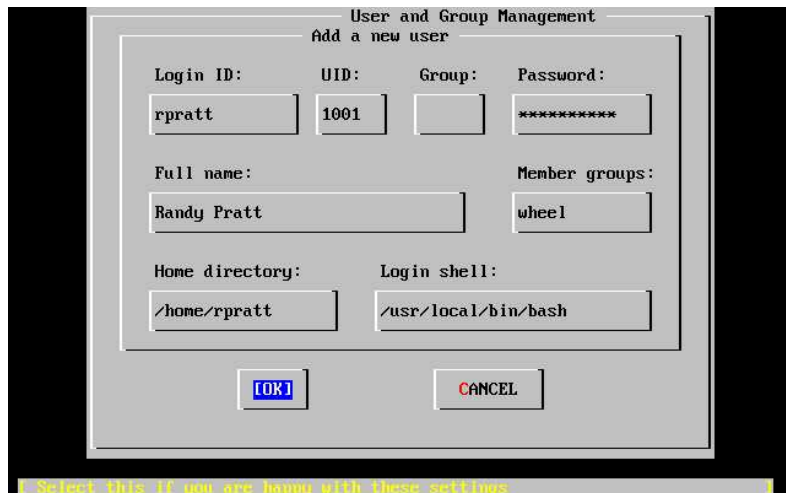 User and Group Management
Add a new user
Login ID: UID: Group: Password:
rpratt 1001 **********
Full name: Member groups:
Randy Pratt wheel
Home directory: Login shell:
/home/rpratt /usr/local/bin/bash
[OK] CANCEL
[ Select this if you are happy with these settings ]